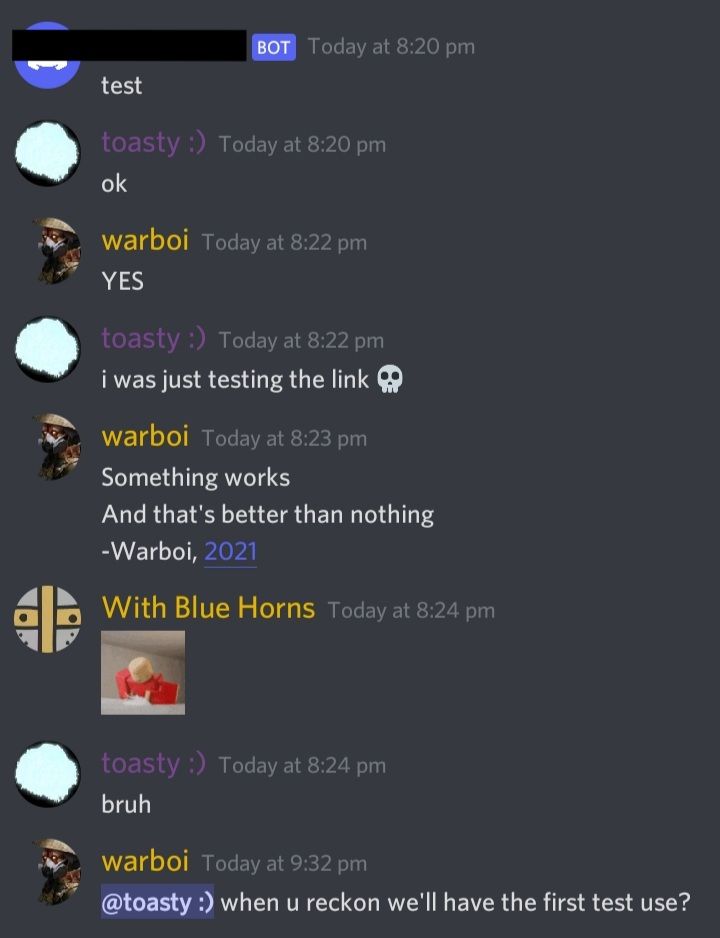 BOT Today at 8:20 pm
test
toasty :) Today at 8:20 pm
ok
warboi Today at 8:22 pm
YES
toasty :) Today at 8:22 pm
i was just testing the link 💀
warboi Today at 8:23 pm
Something works
And that's better than nothing
-Warboi, 2021
With Blue Horns Today at 8:24 pm
toasty :) Today at 8:24 pm
bruh
warboi Today at 9:32 pm
@toasty :) when u reckon we'll have the first test use?